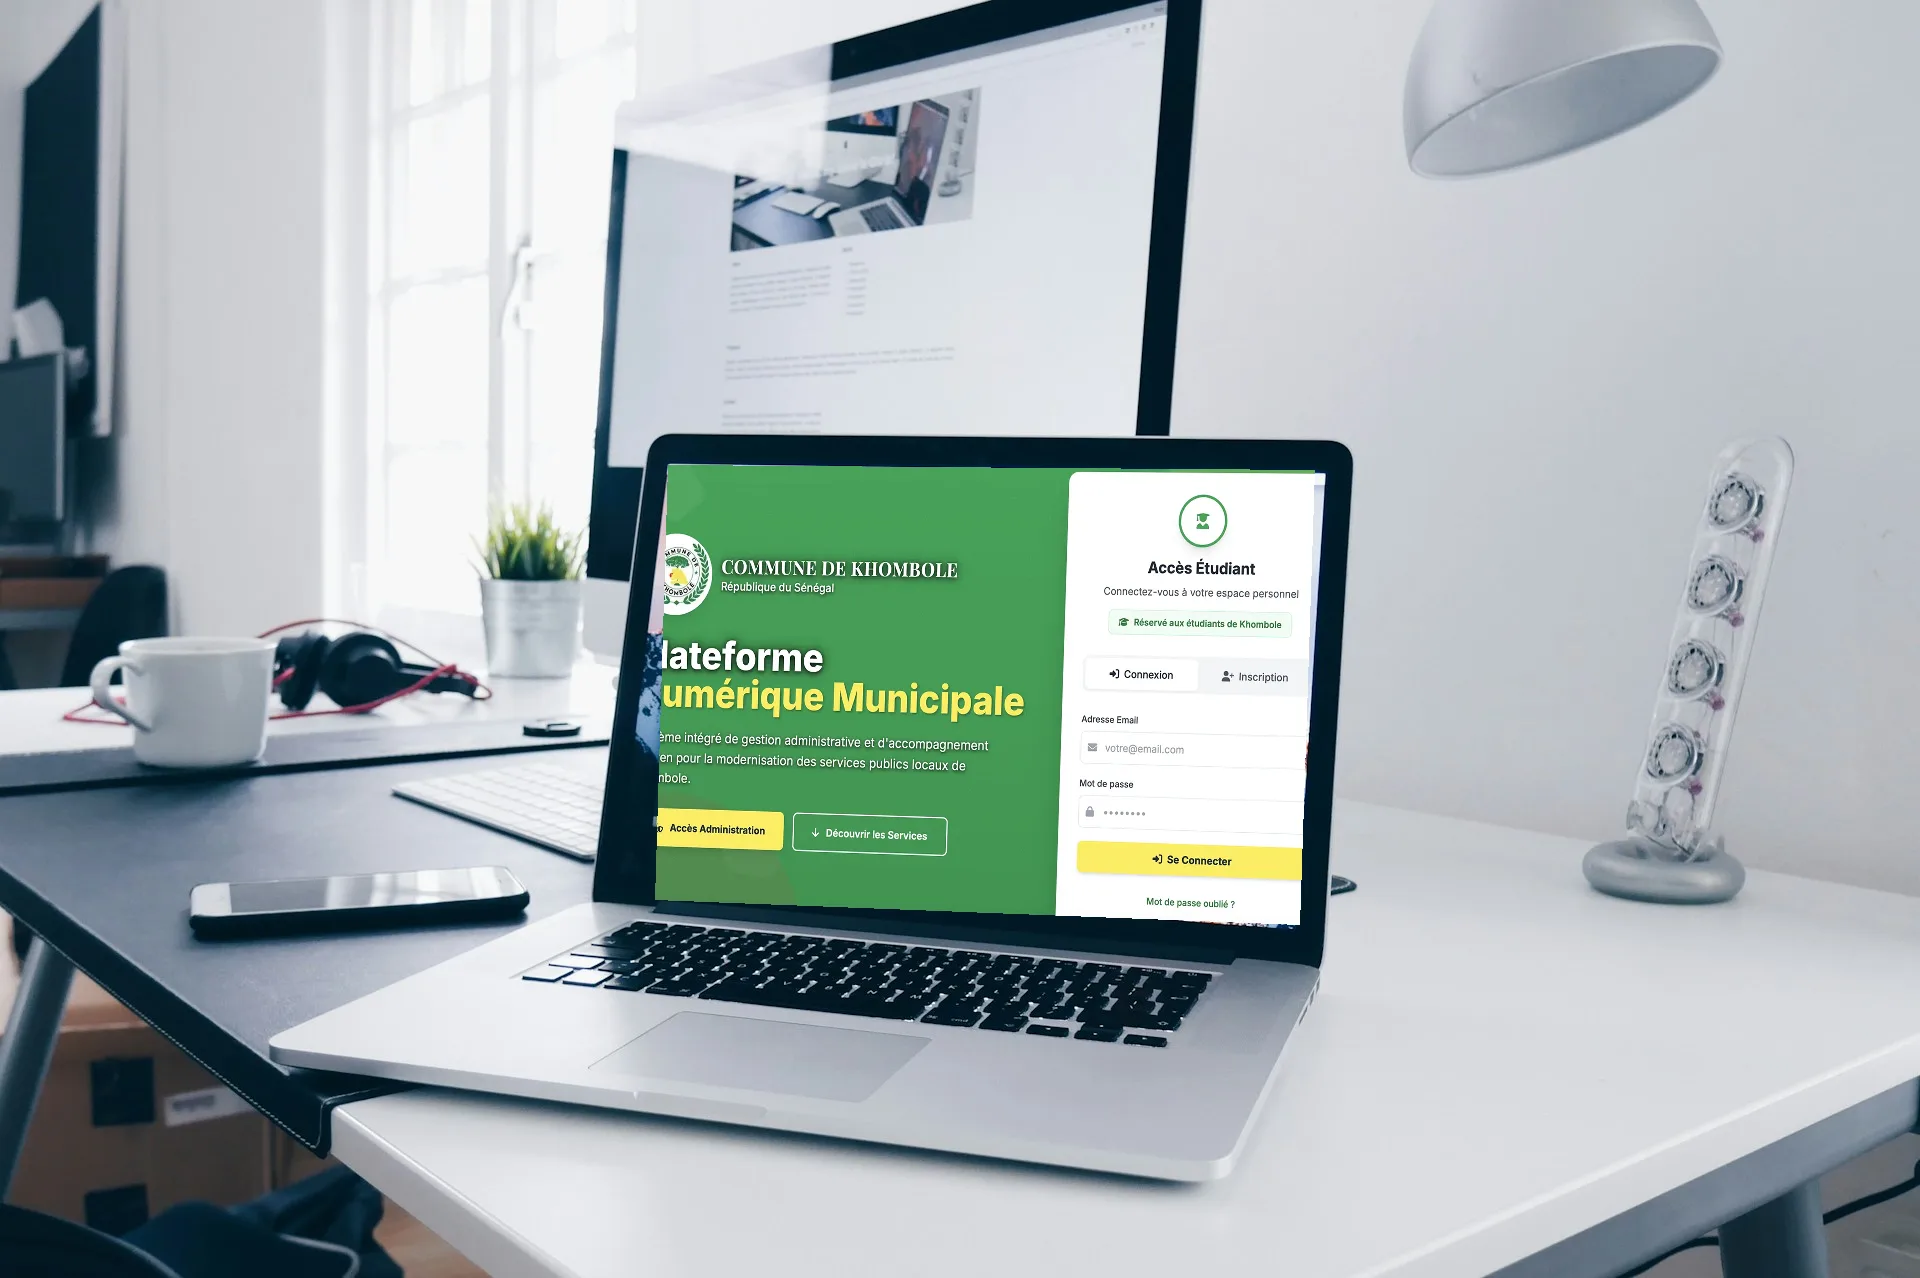 COMMUNE DE KHOMBOLE
République du Sénégal
lateforme
umérique Municipale
ème intégré de gestion administrative et d'accompagnement
en pour la modernisation des services publics locaux de
mbole.
Accès Administration
Découvrir les Services
Accès Étudiant
Connectez-vous à votre espace personnel
Réservé aux étudiants de Khombole
Connexion
Inscription
Adresse Email
votre@email.com
Mot de passe
Se Connecter
Mot de passe oublié ?